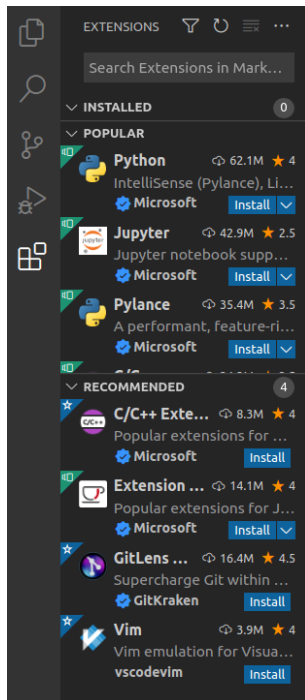 EXTENSIONS
Search Extensions in Mark...
INSTALLED 0
POPULAR
Python 62.1M 4
IntelliSense (Pylance), Li...
Microsoft Install
Jupyter 42.9M 2.5
Jupyter notebook supp...
Microsoft Install
Pylance 35.4M 3.5
A performant, feature-ri...
Microsoft Install
RECOMMENDED 4
C/C++ Exte... 8.3M 4
Popular extensions for ...
Microsoft Install
Extension ... 14.1M 4
Popular extensions for J...
Microsoft Install
GitLens ... 16.4M 4.5
Supercharge Git within ...
GitKraken Install
Vim 3.9M 4
Vim emulation for Visua...
vscodevim Install